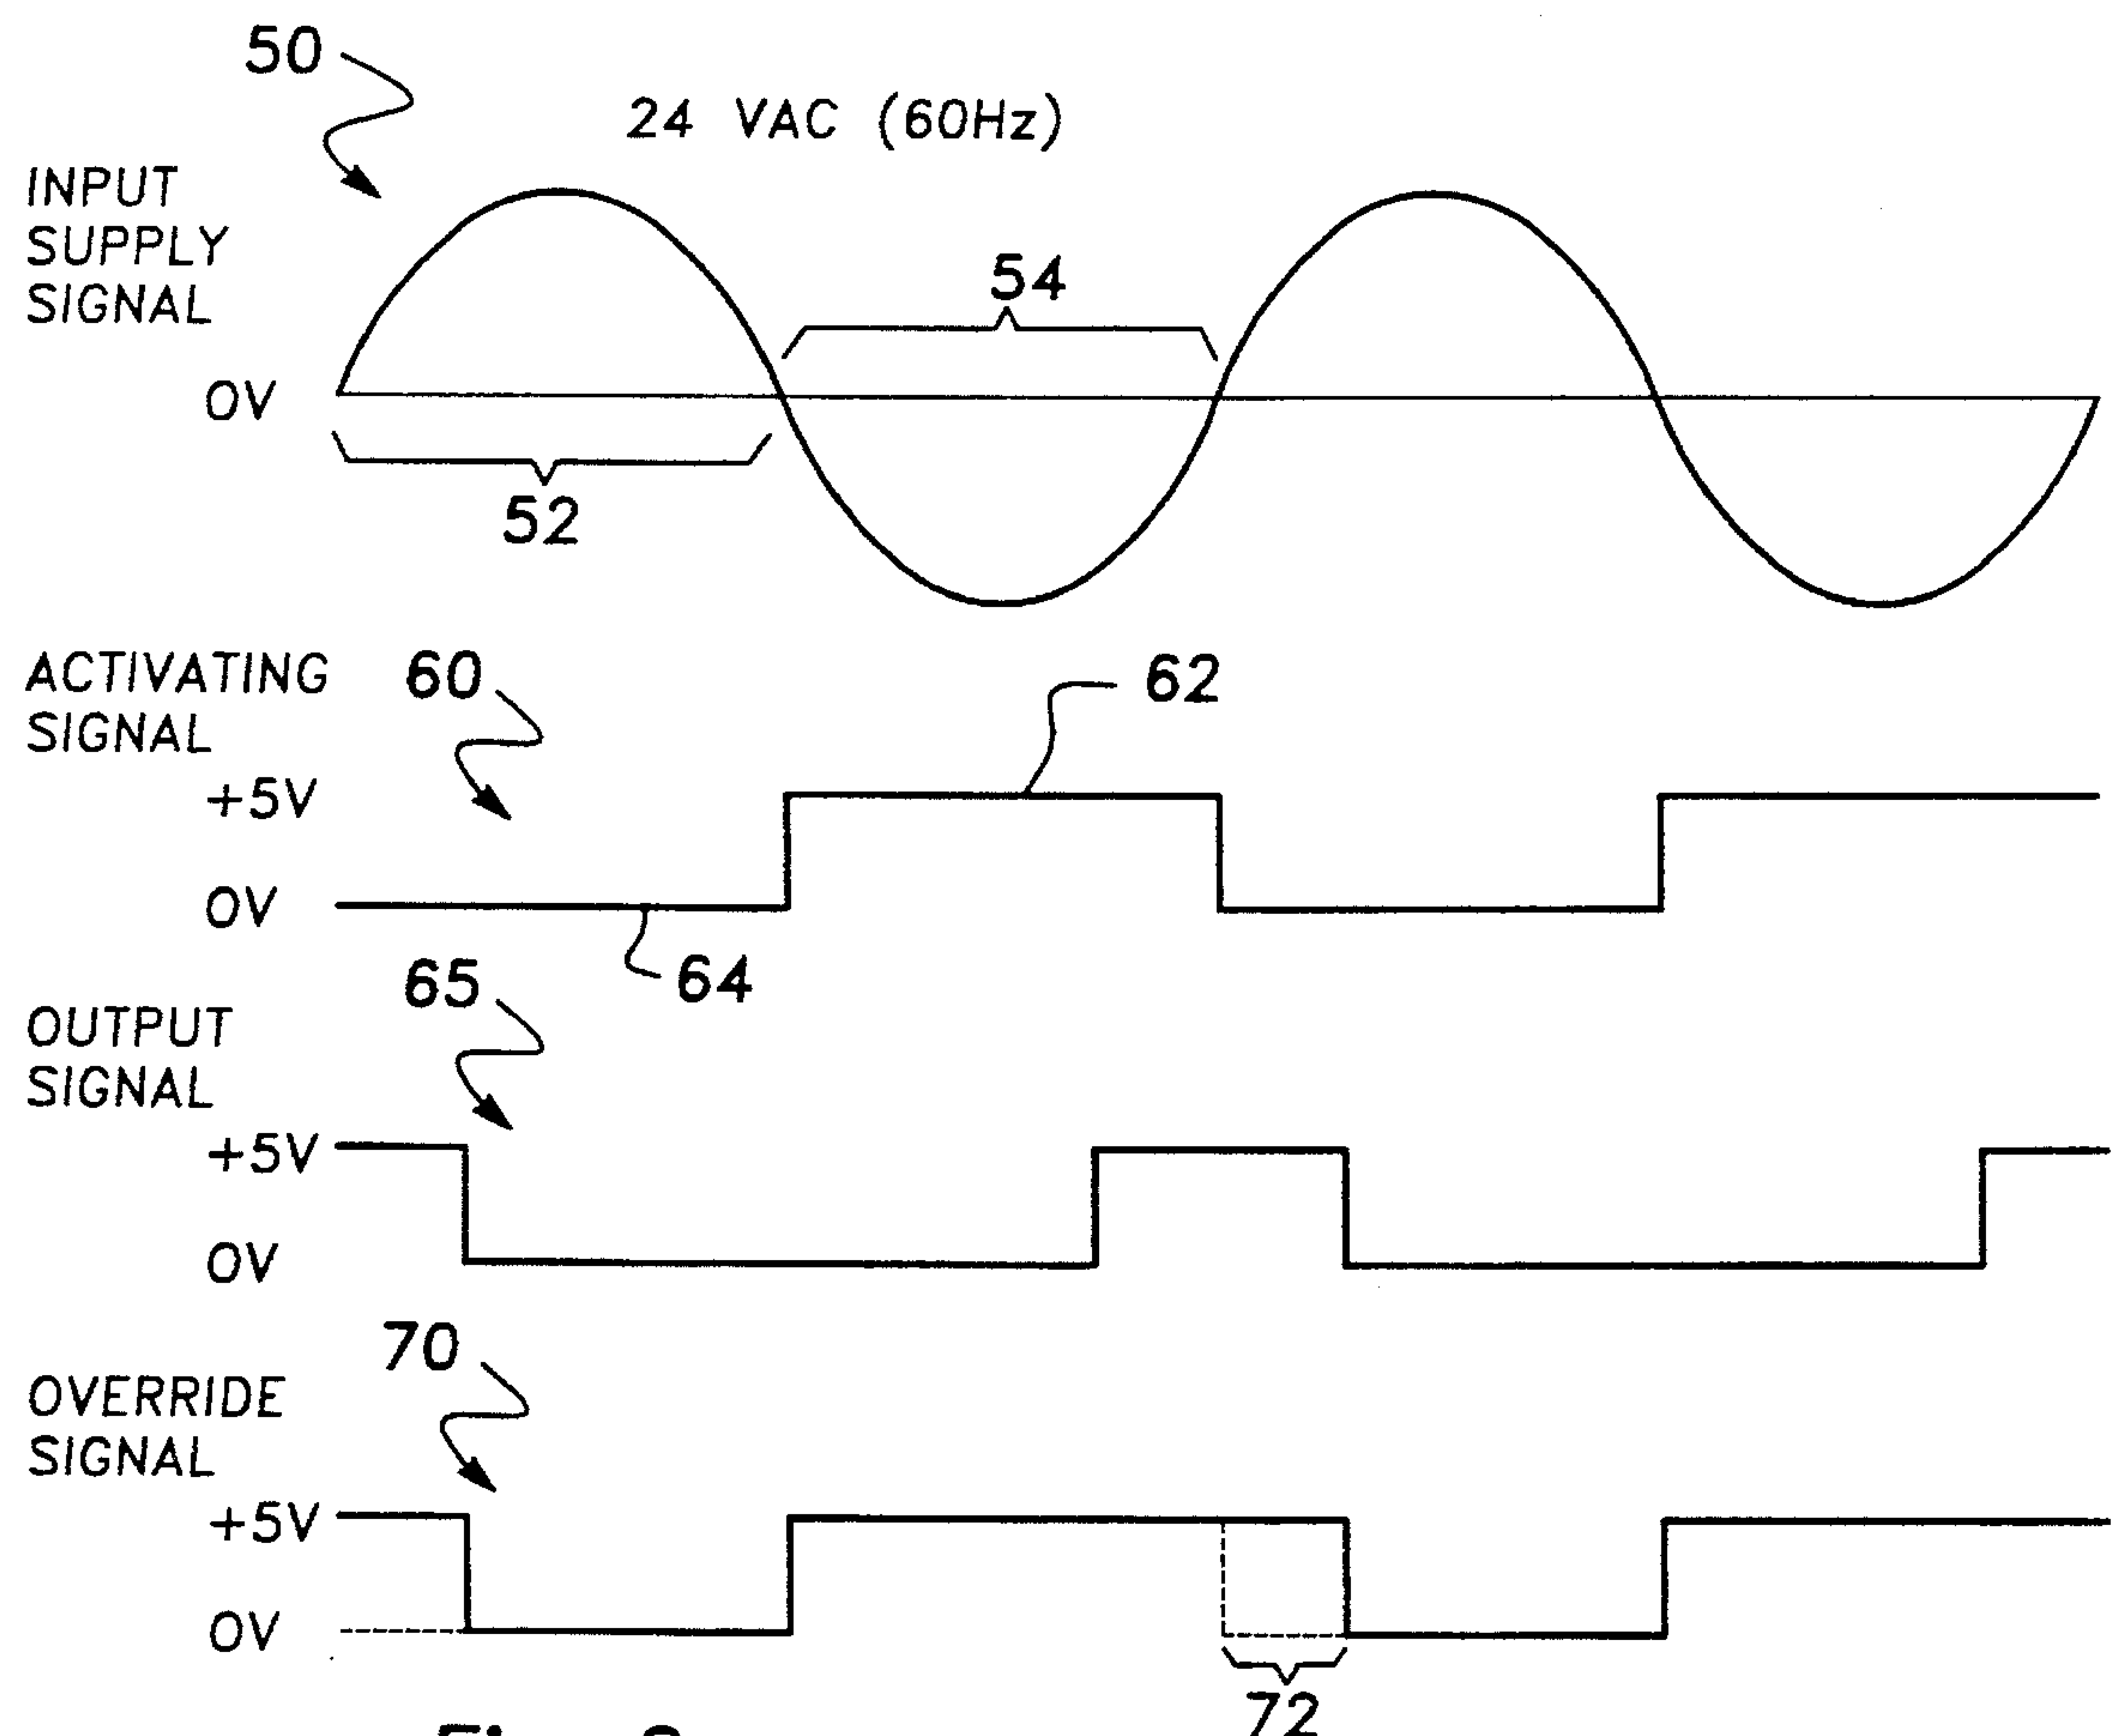 50
24 VAC (60Hz)
INPUT
SUPPLY
SIGNAL
54
0V
52
ACTIVATING
SIGNAL
60
62
+5V
0V
64
65
OUTPUT
SIGNAL
+5V
0V
70
OVERRIDE
SIGNAL
+5V
0V
72